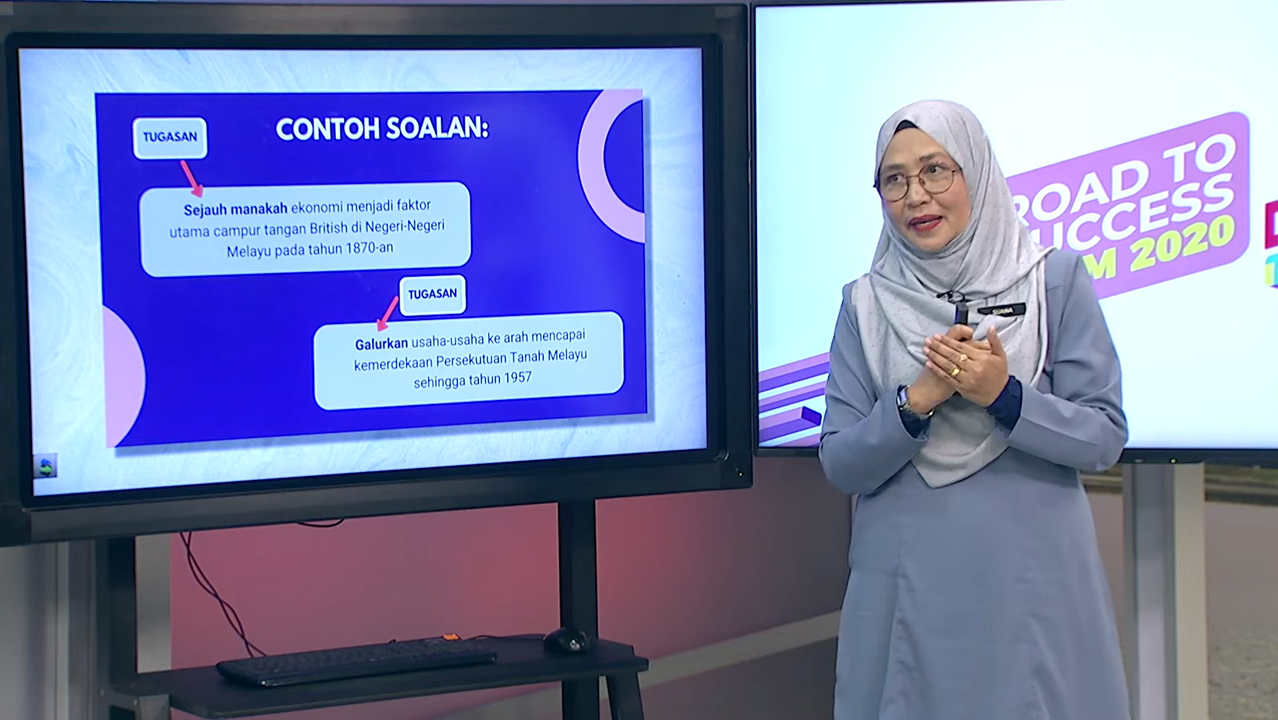 CONTOH SOALAN:
TUGASAN
Sejauh manakah ekonomi menjadi faktor
utama campur tangan British di Negeri-Negeri
Melayu pada tahun 1870-an
TUGASAN
Galurkan usaha-usaha ke arah mencapai
kemerdekaan Persekutuan Tanah Melayu
sehingga tahun 1957
ROAD TO
SUCCESS
M 2020